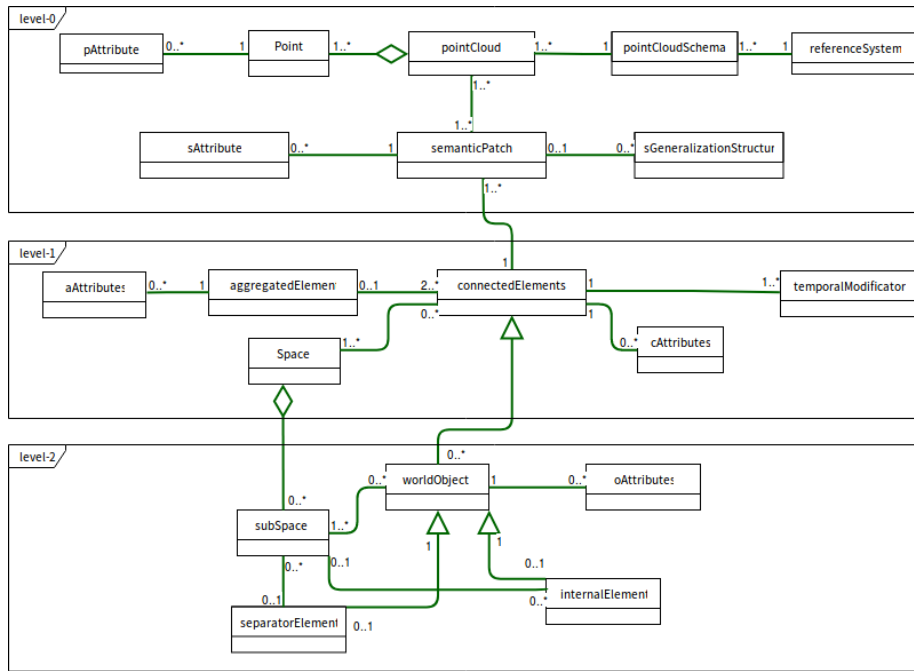 level-0
pAttribute
0..*
1
Point
1..*
pointCloud
1..*
1
pointCloudSchema
1..*
1
referenceSystem
1..*
1..*
sAttribute
0..*
1
semanticPatch
0..1
0..*
sGeneralizationStructur
1..*
level-1
1
aAttributes
0..*
1
aggregatedElement
0..1
2..*
connectedElements
1
1..*
temporalModificator
0..*
1
Space
1..*
0..*
cAttributes
level-2
0..*
0..*
worldObject
1
0..*
oAttributes
0..*
subSpace
1..*
1
1
0..*
0..1
0..1
internalElement
0..1
0..*
separatorElement
0..1